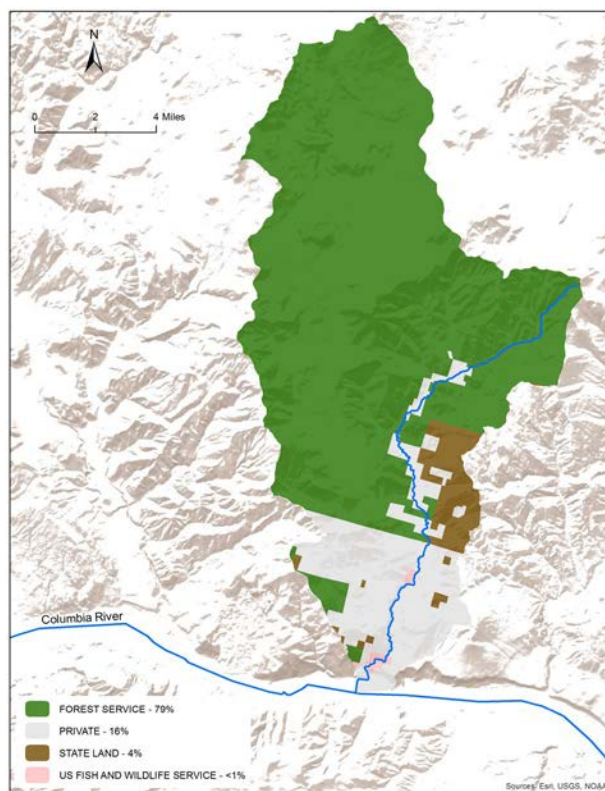 N
0 2 4 Miles
Columbia River
FOREST SERVICE - 79%
PRIVATE - 16%
STATE LAND - 4%
US FISH AND WILDLIFE SERVICE - <1%
Sources: Esri, USGS, NOAA